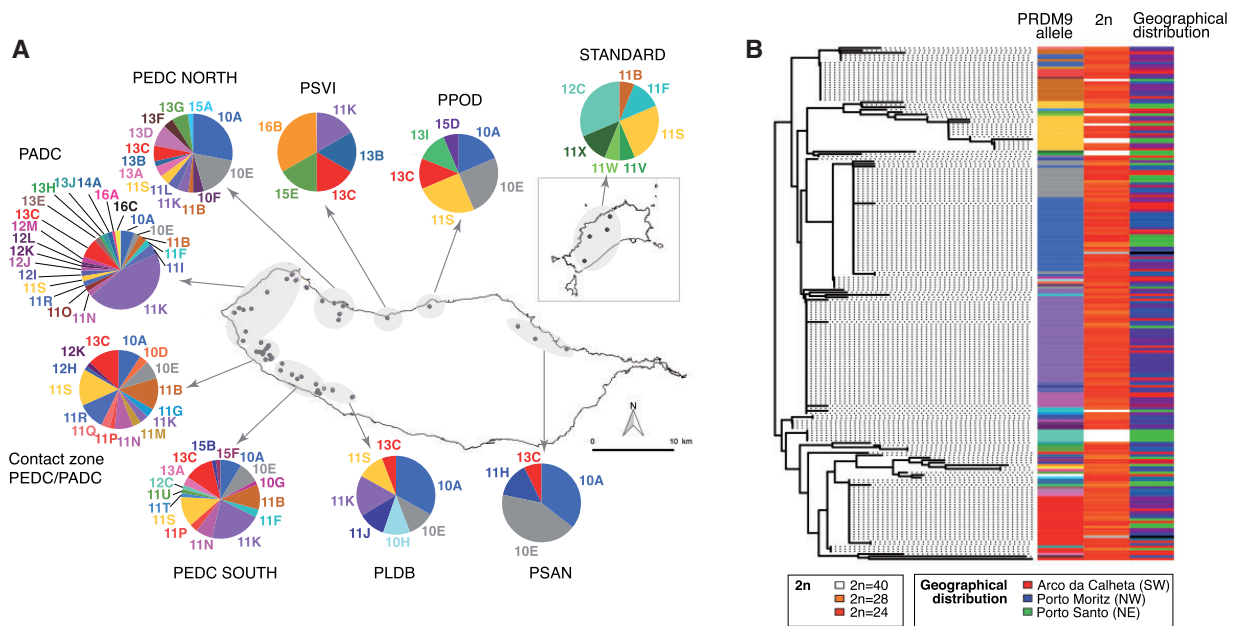 A
PEDC NORTH
13G 15A
13F
10A
13D
13C
13B
13A
10E
11S
11L
11K
11B
10F
PSVI
16B
11K
13B
13C
15E
PPOD
15D
13I
10A
13C
10E
11S
STANDARD
12C
11B
11F
11S
11X
11W
11V
PADC
13H
13J
14A
16A
16C
13E
13C
12M
12L
12K
12J
12I
11S
11R
11O
11N
10A
10E
11B
11F
11I
11K
13C
12K
12H
10A
10D
10E
11S
11B
11R
11G
11K
11Q
11P
11N
11M
Contact zone
PEDC/PADC
15B
15F
13C
10A
13A
10E
12C
10G
11U
11B
11T
11S
11F
11P
11N
11K
PEDC SOUTH
13C
11S
10A
11K
11J
10H
10E
PLDB
13C
11H
10A
10E
PSAN
N
0 10 km
B
PRDM9
allele
2n
Geographical
distribution
2n
2n=40
2n=28
2n=24
Geographical
distribution
Arco da Calheta (SW)
Porto Moritz (NW)
Porto Santo (NE)